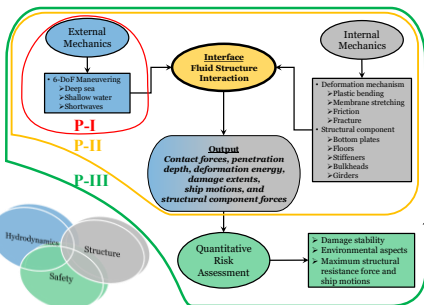 External
Mechanics
• 6-DoF Maneuvering
➢ Deep sea
➢ Shallow water
➢ Shortwaves
P-I
P-II
P-III
Interface
Fluid Structure
Interaction
Internal
Mechanics
• Deformation mechanism
➢ Plastic bending
➢ Membrane stretching
➢ Friction
➢ Fracture
• Structural component
➢ Bottom plates
➢ Floors
➢ Stiffeners
➢ Bulkheads
➢ Girders
Output
Contact forces, penetration
depth, deformation energy,
damage extents,
ship motions, and
structural component forces
Hydrodynamics
Structure
Safety
Quantitative
Risk
Assessment
➢ Damage stability
➢ Environmental aspects
➢ Maximum structural
resistance force and
ship motions